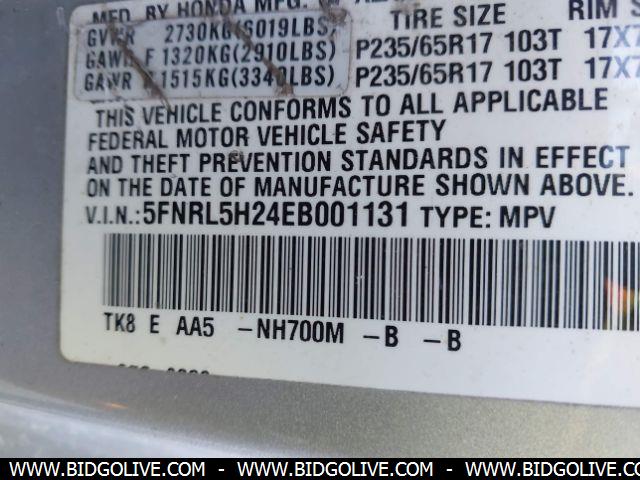 MFD. BY HONDA MFG.
TIRE SIZE RIM S
GVWR 2730KG(6019LBS)
GAWR F 1320KG(2910LBS) P235/65R17 103T 17X7
GAWR 1515KG(3340LBS) P235/65R17 103T 17X7
THIS VEHICLE CONFORMS TO ALL APPLICABLE
FEDERAL MOTOR VEHICLE SAFETY
AND THEFT PREVENTION STANDARDS IN EFFECT
ON THE DATE OF MANUFACTURE SHOWN ABOVE.
V.I.N.:5FNRL5H24EB001131 TYPE: MPV
TK8 E AA5 -NH700M -B -B
WWW.BIDGOLIVE.COM - WWW.BIDGOLIVE.COM - WWW.BIDGOLIVE.COM